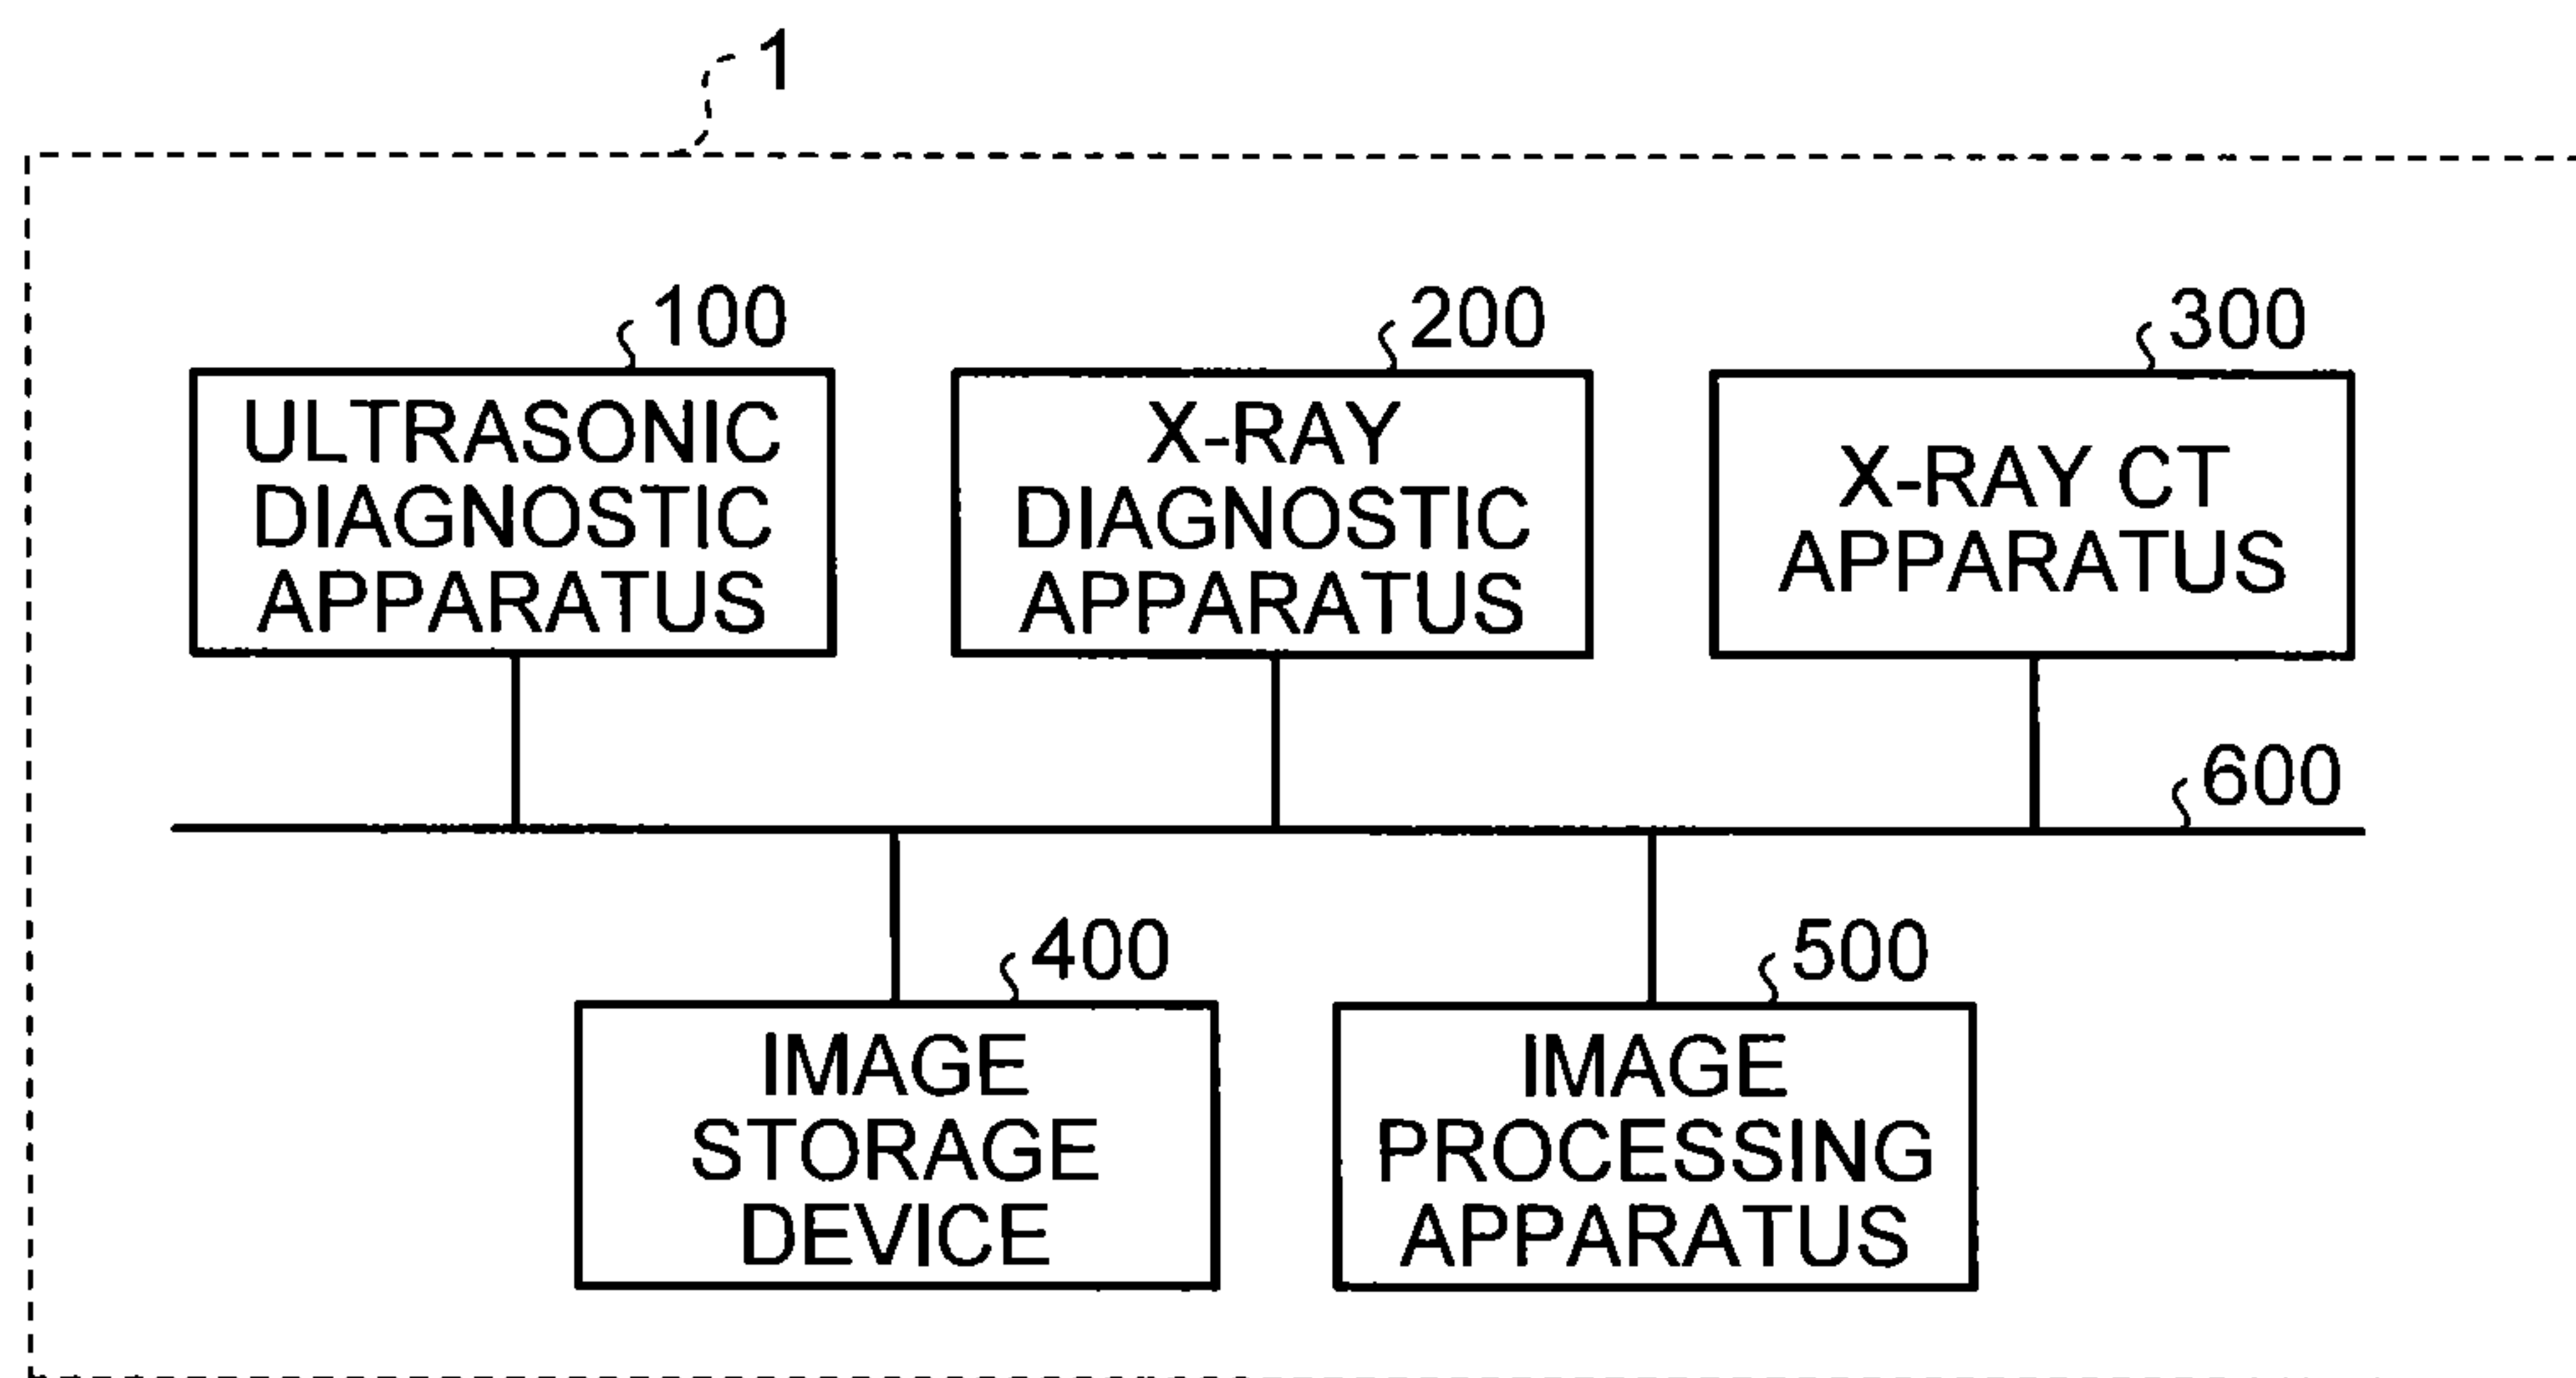 1
100
200
300
ULTRASONIC
DIAGNOSTIC
APPARATUS
X-RAY
DIAGNOSTIC
APPARATUS
X-RAY CT
APPARATUS
600
400
500
IMAGE
STORAGE
DEVICE
IMAGE
PROCESSING
APPARATUS